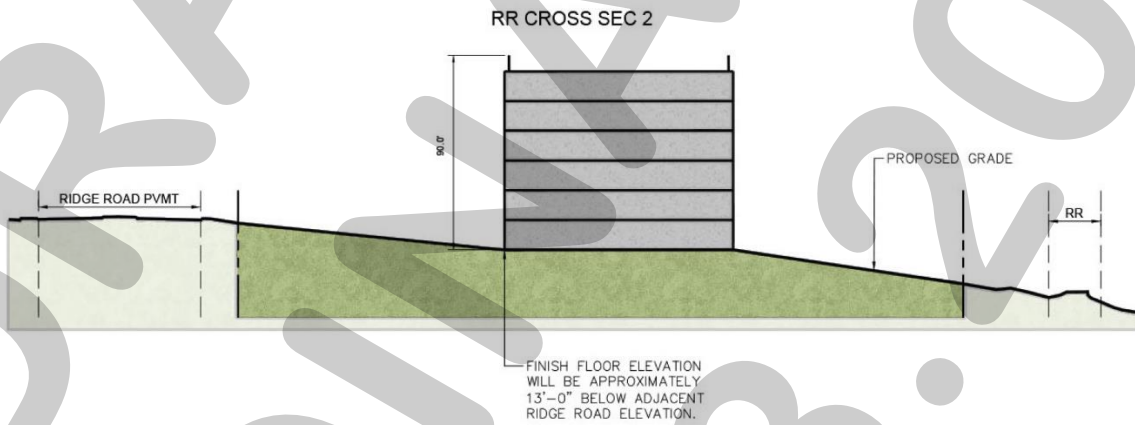 RR CROSS SEC 2
90.0'
PROPOSED GRADE
RIDGE ROAD PVMT
RR
FINISH FLOOR ELEVATION
WILL BE APPROXIMATELY
13'-0" BELOW ADJACENT
RIDGE ROAD ELEVATION.